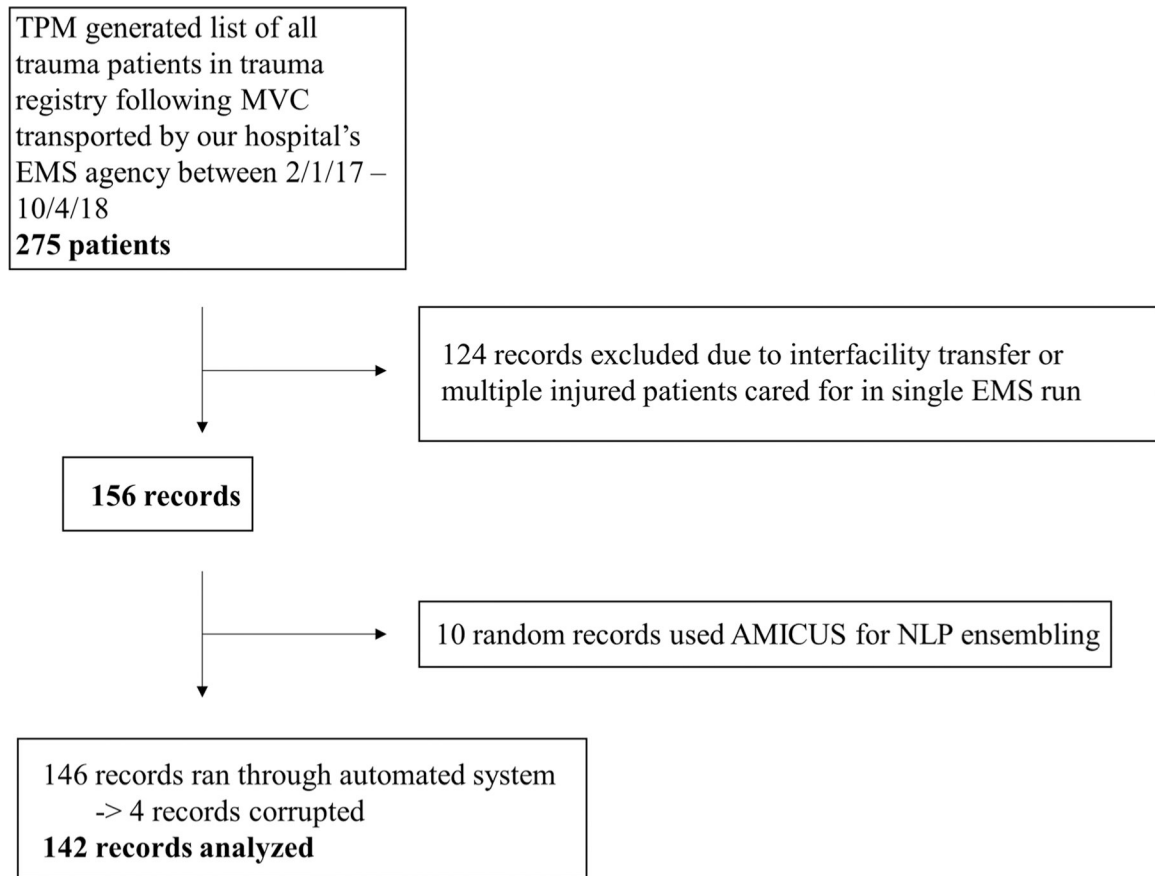 TPM generated list of all
trauma patients in trauma
registry following MVC
transported by our hospital’s
EMS agency between 2/1/17 –
10/4/18
275 patients
124 records excluded due to interfacility transfer or
multiple injured patients cared for in single EMS run
156 records
10 random records used AMICUS for NLP ensembling
146 records ran through automated system
-> 4 records corrupted
142 records analyzed